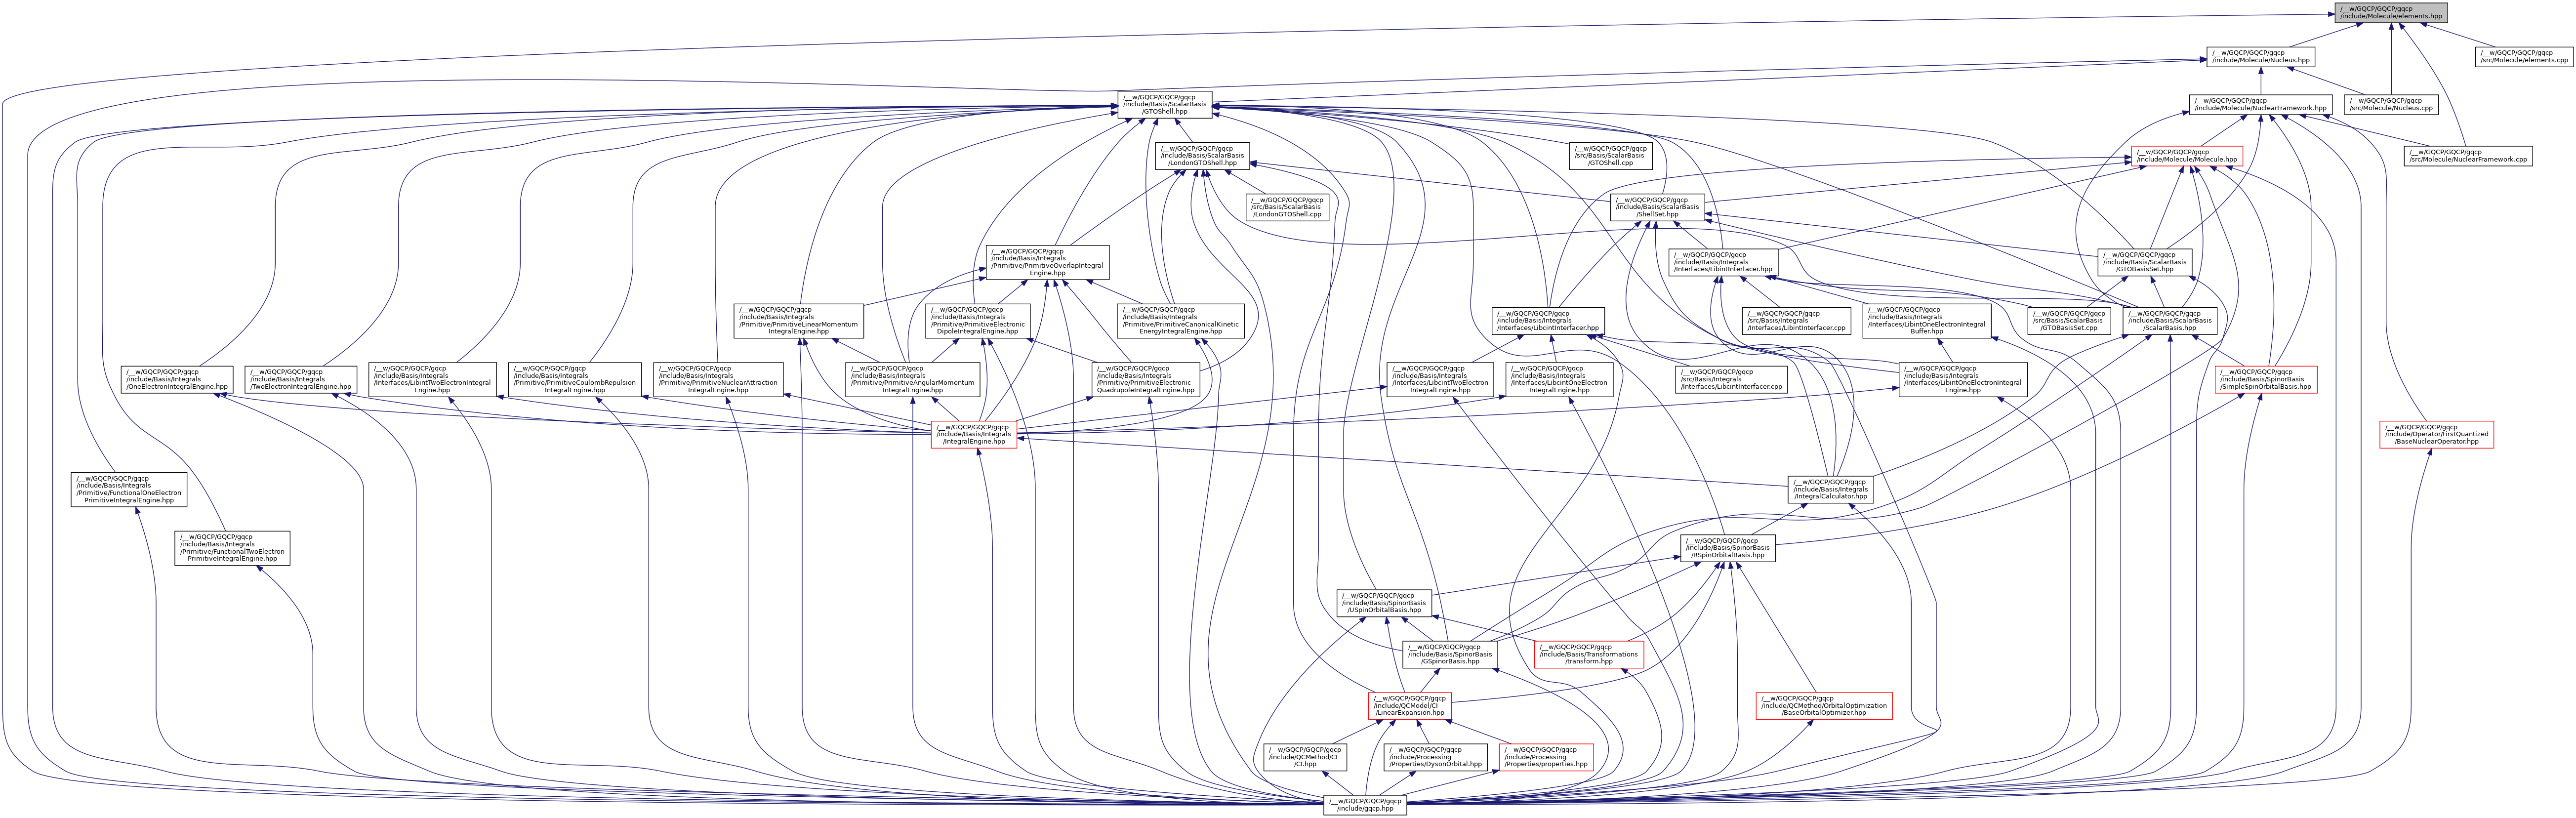 /__w/GQCP/GQCP/gqcp
/include/Molecule/elements.hpp
/__w/GQCP/GQCP/gqcp
/include/Molecule/Nucleus.hpp
/__w/GQCP/GQCP/gqcp
/src/Molecule/elements.cpp
/__w/GQCP/GQCP/gqcp
/include/Basis/ScalarBasis
/GTOShell.hpp
/__w/GQCP/GQCP/gqcp
/include/Molecule/NuclearFramework.hpp
/__w/GQCP/GQCP/gqcp
/src/Molecule/Nucleus.cpp
/__w/GQCP/GQCP/gqcp
/include/Basis/ScalarBasis
/LondonGTOShell.hpp
/__w/GQCP/GQCP/gqcp
/src/Basis/ScalarBasis
/GTOShell.cpp
/__w/GQCP/GQCP/gqcp
/include/Molecule/Molecule.hpp
/__w/GQCP/GQCP/gqcp
/src/Molecule/NuclearFramework.cpp
/__w/GQCP/GQCP/gqcp
/src/Basis/ScalarBasis
/LondonGTOShell.cpp
/__w/GQCP/GQCP/gqcp
/include/Basis/ScalarBasis
/ShellSet.hpp
/__w/GQCP/GQCP/gqcp
/include/Basis/Integrals
/Primitive/PrimitiveOverlapIntegral
Engine.hpp
/__w/GQCP/GQCP/gqcp
/include/Basis/Integrals
/Interfaces/LibintInterfacer.hpp
/__w/GQCP/GQCP/gqcp
/include/Basis/ScalarBasis
/GTOBasisSet.hpp
/__w/GQCP/GQCP/gqcp
/include/Basis/Integrals
/Primitive/PrimitiveLinearMomentum
IntegralEngine.hpp
/__w/GQCP/GQCP/gqcp
/include/Basis/Integrals
/Primitive/PrimitiveElectronic
DipoleIntegralEngine.hpp
/__w/GQCP/GQCP/gqcp
/include/Basis/Integrals
/Primitive/PrimitiveCanonicalKinetic
EnergyIntegralEngine.hpp
/__w/GQCP/GQCP/gqcp
/include/Basis/Integrals
/Interfaces/LibcintInterfacer.hpp
/__w/GQCP/GQCP/gqcp
/src/Basis/Integrals
/Interfaces/LibintInterfacer.cpp
/__w/GQCP/GQCP/gqcp
/include/Basis/Integrals
/Interfaces/LibintOneElectronIntegral
Buffer.hpp
/__w/GQCP/GQCP/gqcp
/src/Basis/ScalarBasis
/GTOBasisSet.cpp
/__w/GQCP/GQCP/gqcp
/include/Basis/ScalarBasis
/ScalarBasis.hpp
/__w/GQCP/GQCP/gqcp
/include/Basis/Integrals
/OneElectronIntegralEngine.hpp
/__w/GQCP/GQCP/gqcp
/include/Basis/Integrals
/TwoElectronIntegralEngine.hpp
/__w/GQCP/GQCP/gqcp
/include/Basis/Integrals
/Interfaces/LibintTwoElectronIntegral
Engine.hpp
/__w/GQCP/GQCP/gqcp
/include/Basis/Integrals
/Primitive/PrimitiveCoulombRepulsion
IntegralEngine.hpp
/__w/GQCP/GQCP/gqcp
/include/Basis/Integrals
/Primitive/PrimitiveNuclearAttraction
IntegralEngine.hpp
/__w/GQCP/GQCP/gqcp
/include/Basis/Integrals
/Primitive/PrimitiveAngularMomentum
IntegralEngine.hpp
/__w/GQCP/GQCP/gqcp
/include/Basis/Integrals
/Primitive/PrimitiveElectronic
QuadrupoleIntegralEngine.hpp
/__w/GQCP/GQCP/gqcp
/include/Basis/Integrals
/Interfaces/LibcintTwoElectron
IntegralEngine.hpp
/__w/GQCP/GQCP/gqcp
/include/Basis/Integrals
/Interfaces/LibcintOneElectron
IntegralEngine.hpp
/__w/GQCP/GQCP/gqcp
/src/Basis/Integrals
/Interfaces/LibcintInterfacer.cpp
/__w/GQCP/GQCP/gqcp
/include/Basis/Integrals
/Interfaces/LibintOneElectronIntegral
Engine.hpp
/__w/GQCP/GQCP/gqcp
/include/Basis/SpinorBasis
/SimpleSpinOrbitalBasis.hpp
/__w/GQCP/GQCP/gqcp
/include/Basis/Integrals
/IntegralEngine.hpp
/__w/GQCP/GQCP/gqcp
/include/Operator/FirstQuantized
/BaseNuclearOperator.hpp
/__w/GQCP/GQCP/gqcp
/include/Basis/Integrals
/Primitive/FunctionalOneElectron
PrimitiveIntegralEngine.hpp
/__w/GQCP/GQCP/gqcp
/include/Basis/Integrals
/IntegralCalculator.hpp
/__w/GQCP/GQCP/gqcp
/include/Basis/Integrals
/Primitive/FunctionalTwoElectron
PrimitiveIntegralEngine.hpp
/__w/GQCP/GQCP/gqcp
/include/Basis/SpinorBasis
/RSpinOrbitalBasis.hpp
/__w/GQCP/GQCP/gqcp
/include/Basis/SpinorBasis
/USpinOrbitalBasis.hpp
/__w/GQCP/GQCP/gqcp
/include/Basis/SpinorBasis
/GSpinorBasis.hpp
/__w/GQCP/GQCP/gqcp
/include/Basis/Transformations
/transform.hpp
/__w/GQCP/GQCP/gqcp
/include/QCModel/CI
/LinearExpansion.hpp
/__w/GQCP/GQCP/gqcp
/include/QCMethod/OrbitalOptimization
/BaseOrbitalOptimizer.hpp
/__w/GQCP/GQCP/gqcp
/include/QCMethod/CI
/CI.hpp
/__w/GQCP/GQCP/gqcp
/include/Processing
/Properties/DysonOrbital.hpp
/__w/GQCP/GQCP/gqcp
/include/Processing
/Properties/properties.hpp
/__w/GQCP/GQCP/gqcp
/include/gqcp.hpp